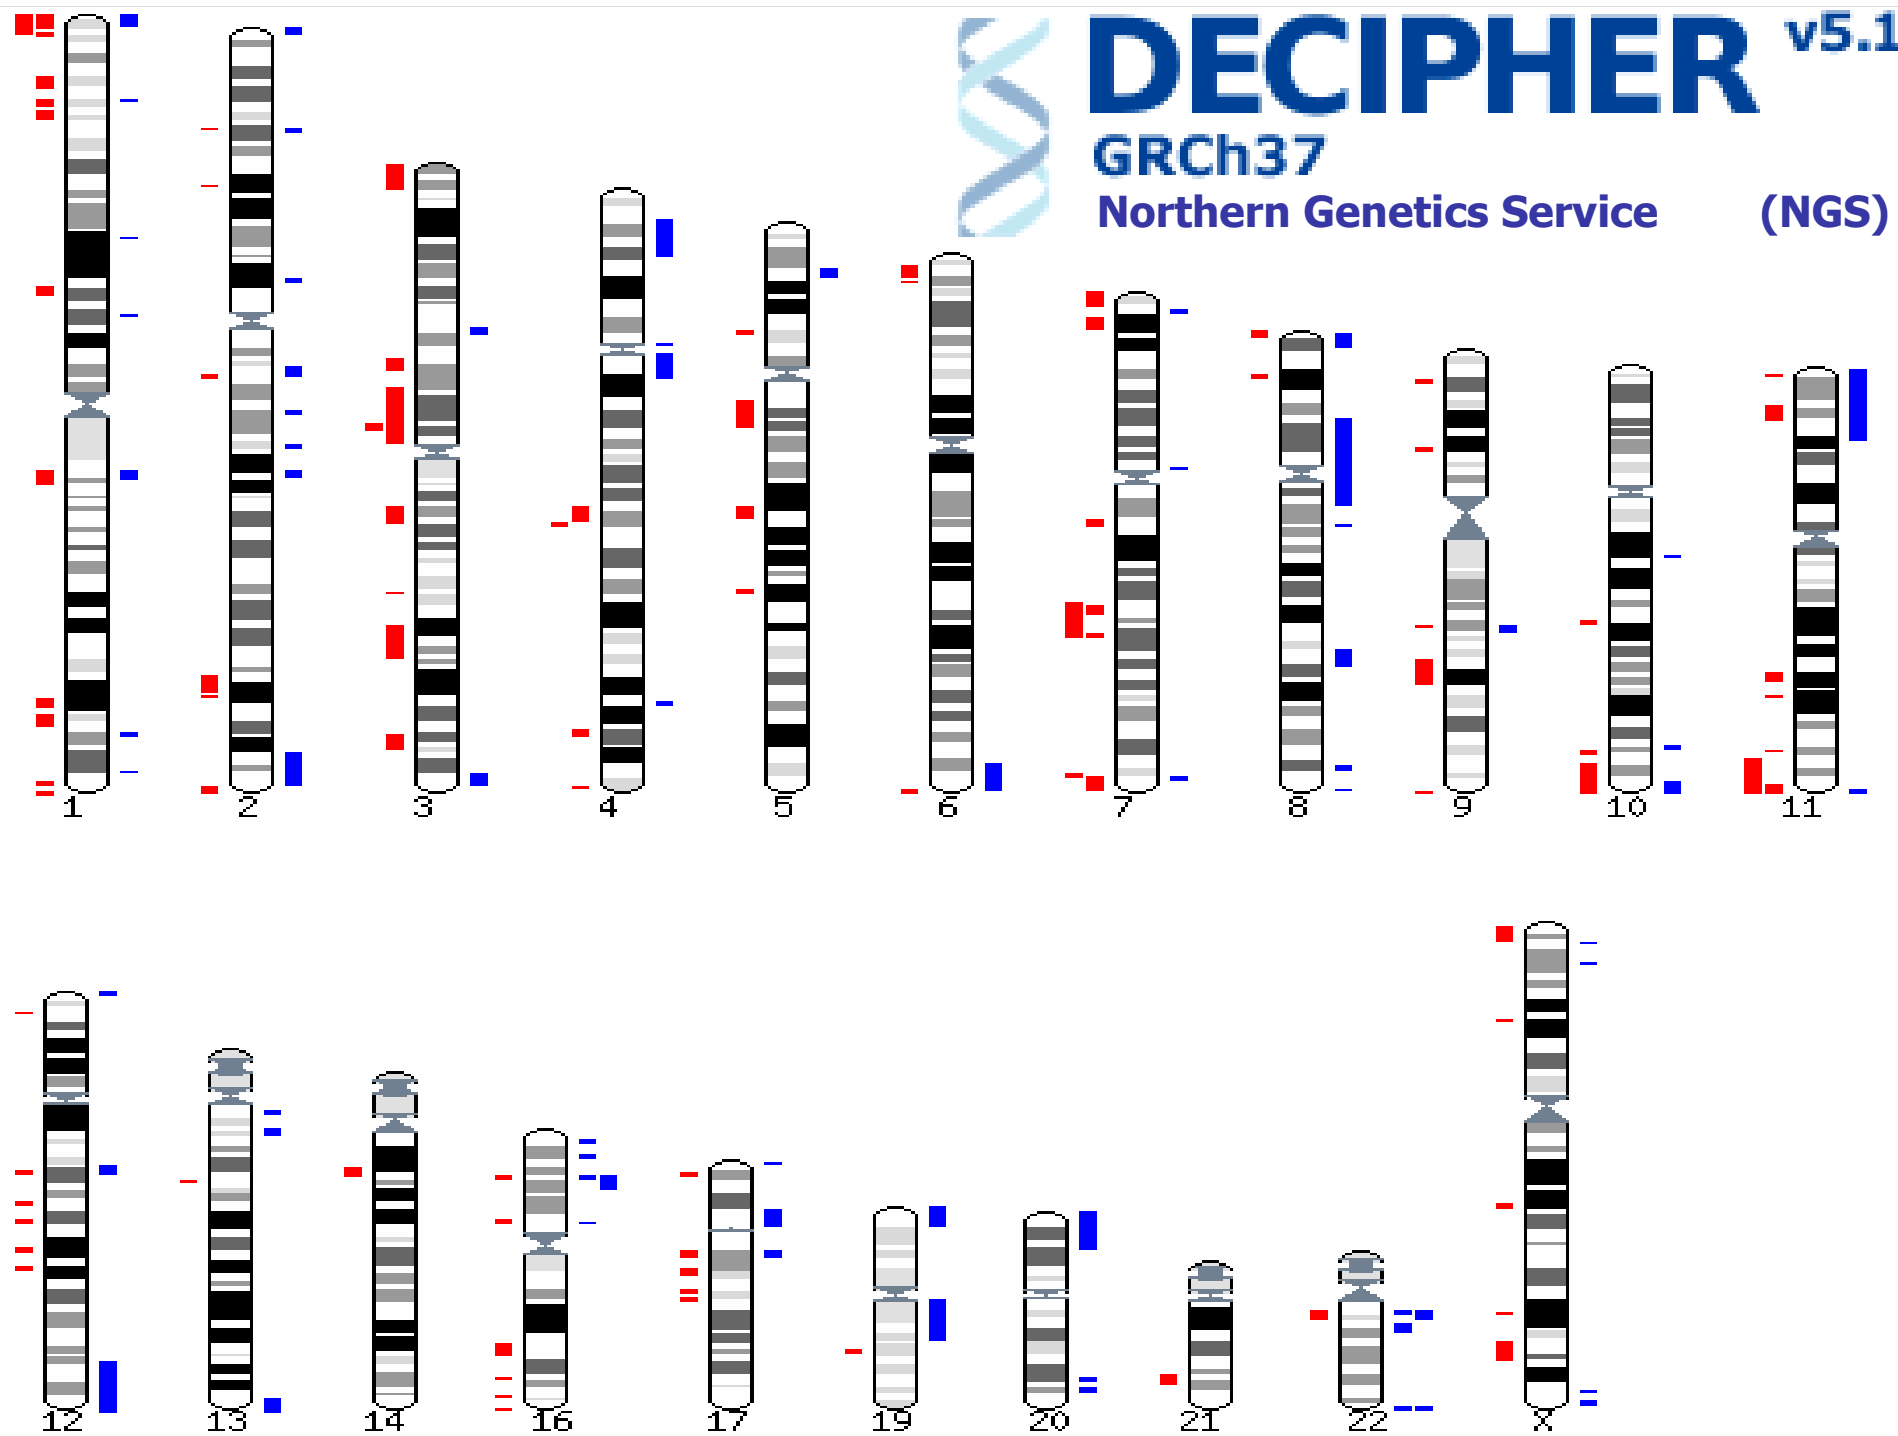 DECIPHER v5.1
GRCh37
Northern Genetics Service (NGS)
1 2 3 4 5 6 7 8 9 10 11
12 13 14 16 17 19 20 21 22 X